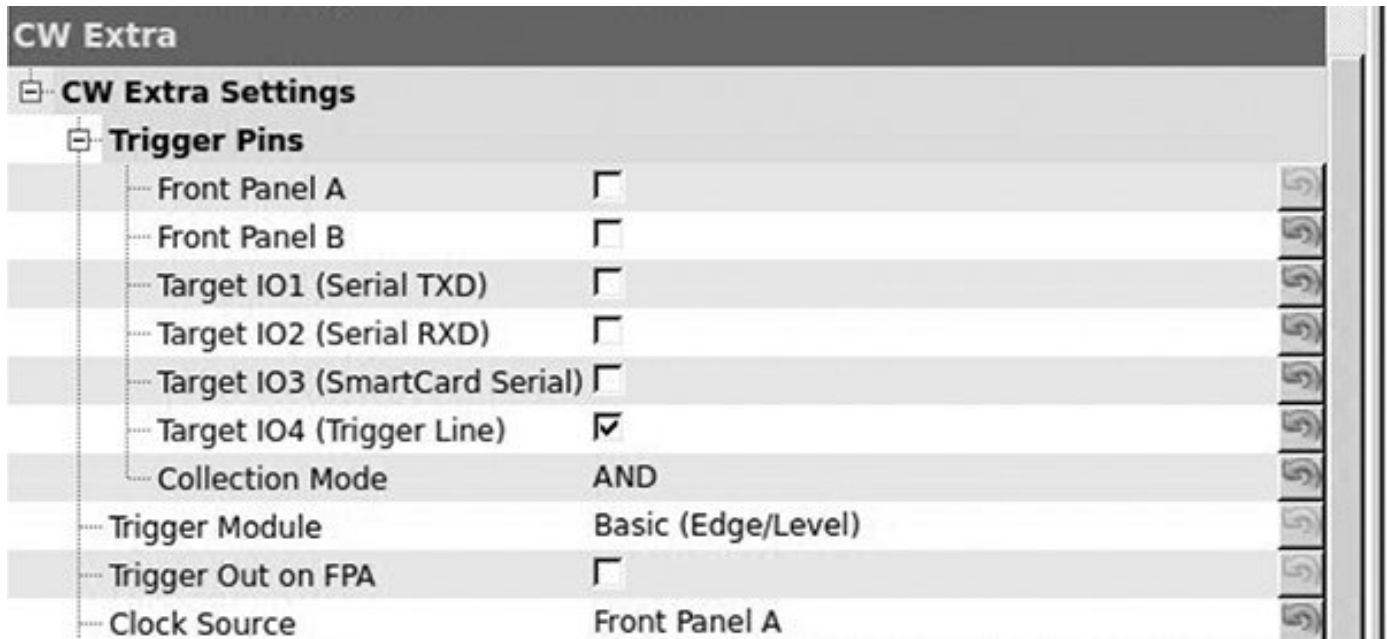 CW Extra
CW Extra Settings
Trigger Pins
Front Panel A
Front Panel B
Target IO1 (Serial TXD)
Target IO2 (Serial RXD)
Target IO3 (SmartCard Serial)
Target IO4 (Trigger Line)
Collection Mode AND
Trigger Module Basic (Edge/Level)
Trigger Out on FPA
Clock Source Front Panel A